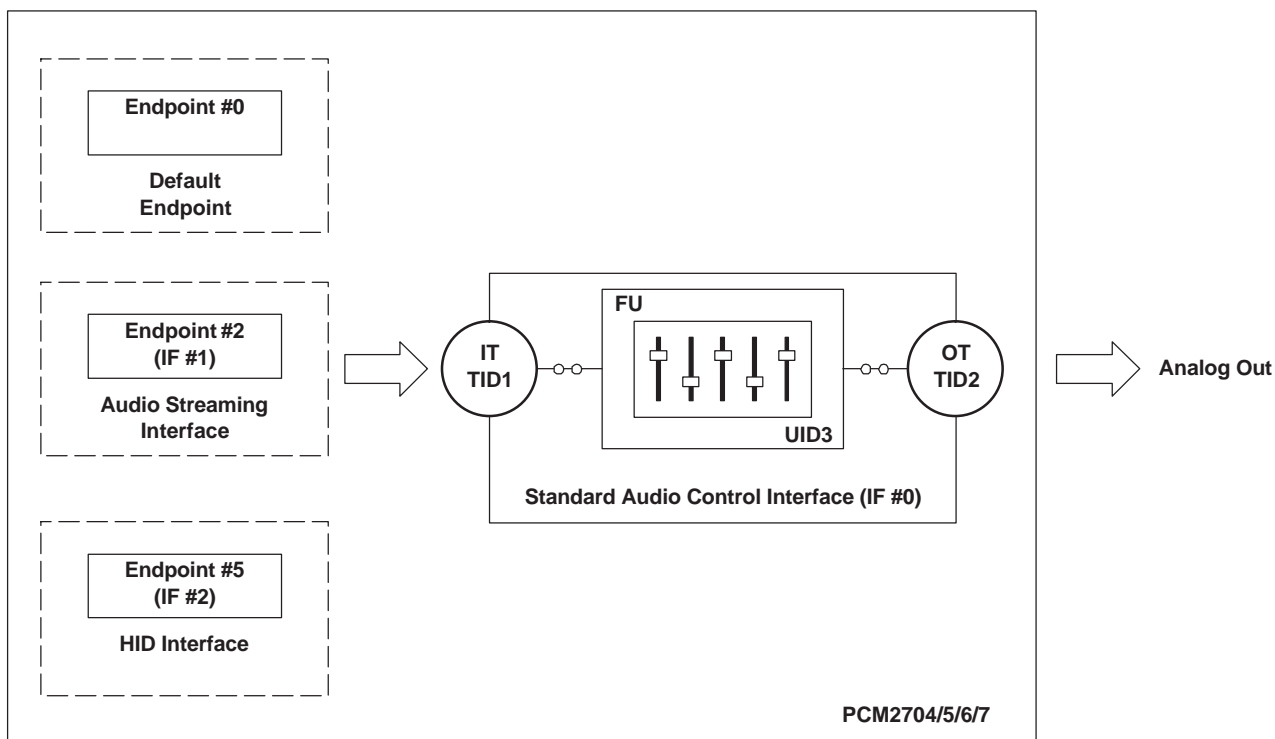 Endpoint #0
Default
Endpoint
Endpoint #2
(IF #1)
Audio Streaming
Interface
Endpoint #5
(IF #2)
HID Interface
IT
TID1
FU
UID3
OT
TID2
Standard Audio Control Interface (IF #0)
Analog Out
PCM2704/5/6/7